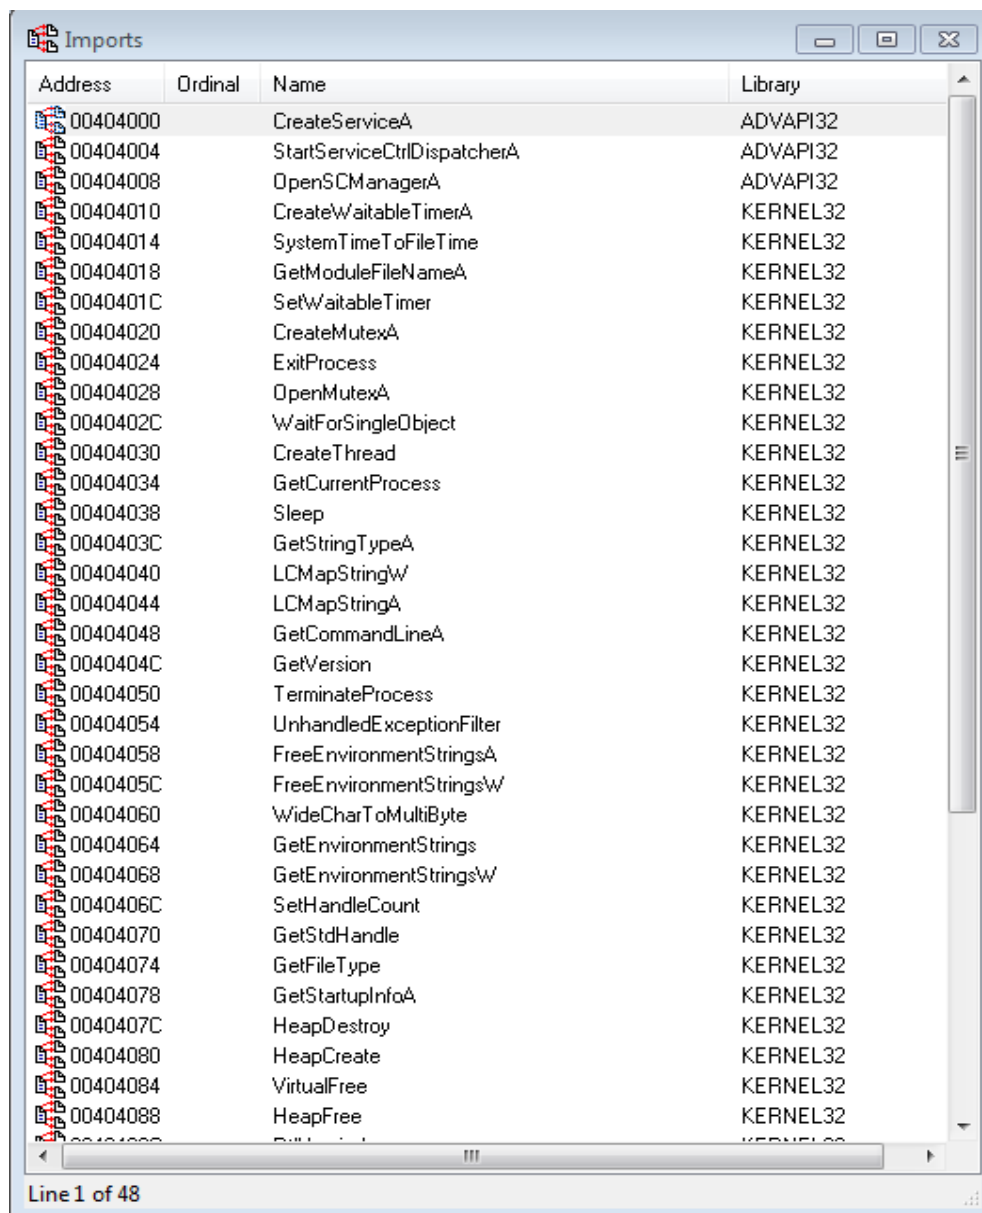 Imports
Address Ordinal Name Library
00404000 CreateServiceA ADVAPI32
00404004 StartServiceCtrlDispatcherA ADVAPI32
00404008 OpenSCManagerA ADVAPI32
00404010 CreateWaitableTimerA KERNEL32
00404014 SystemTimeToFileTime KERNEL32
00404018 GetModuleFileNameA KERNEL32
0040401C SetWaitableTimer KERNEL32
00404020 CreateMutexA KERNEL32
00404024 ExitProcess KERNEL32
00404028 OpenMutexA KERNEL32
0040402C WaitForSingleObject KERNEL32
00404030 CreateThread KERNEL32
00404034 GetCurrentProcess KERNEL32
00404038 Sleep KERNEL32
0040403C GetStringTypeA KERNEL32
00404040 LCMapStringW KERNEL32
00404044 LCMapStringA KERNEL32
00404048 GetCommandLineA KERNEL32
0040404C GetVersion KERNEL32
00404050 TerminateProcess KERNEL32
00404054 UnhandledExceptionFilter KERNEL32
00404058 FreeEnvironmentStringsA KERNEL32
0040405C FreeEnvironmentStringsW KERNEL32
00404060 WideCharToMultiByte KERNEL32
00404064 GetEnvironmentStrings KERNEL32
00404068 GetEnvironmentStringsW KERNEL32
0040406C SetHandleCount KERNEL32
00404070 GetStdHandle KERNEL32
00404074 GetFileType KERNEL32
00404078 GetStartupInfoA KERNEL32
0040407C HeapDestroy KERNEL32
00404080 HeapCreate KERNEL32
00404084 VirtualFree KERNEL32
00404088 HeapFree KERNEL32
Line 1 of 48